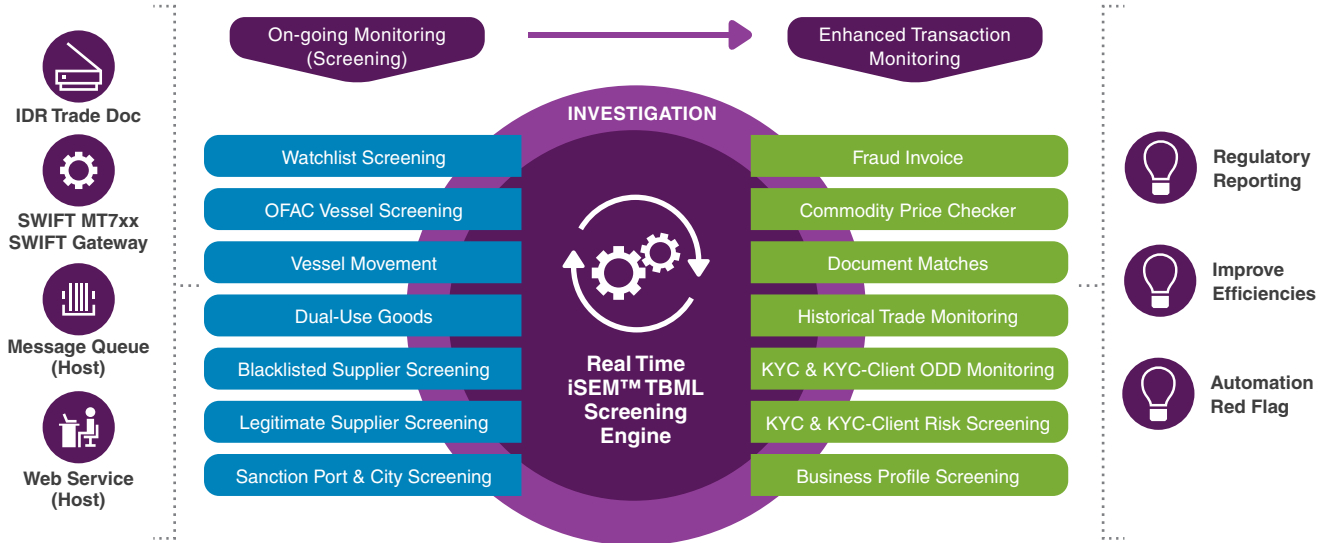 IDR Trade Doc
SWIFT MT7xx
SWIFT Gateway
Message Queue
(Host)
Web Service
(Host)
On-going Monitoring
(Screening)
Enhanced Transaction
Monitoring
INVESTIGATION
Watchlist Screening
OFAC Vessel Screening
Vessel Movement
Dual-Use Goods
Blacklisted Supplier Screening
Legitimate Supplier Screening
Sanction Port & City Screening
Real Time
iSEM™ TBML
Screening
Engine
Fraud Invoice
Commodity Price Checker
Document Matches
Historical Trade Monitoring
KYC & KYC-Client ODD Monitoring
KYC & KYC-Client Risk Screening
Business Profile Screening
Regulatory
Reporting
Improve
Efficiencies
Automation
Red Flag